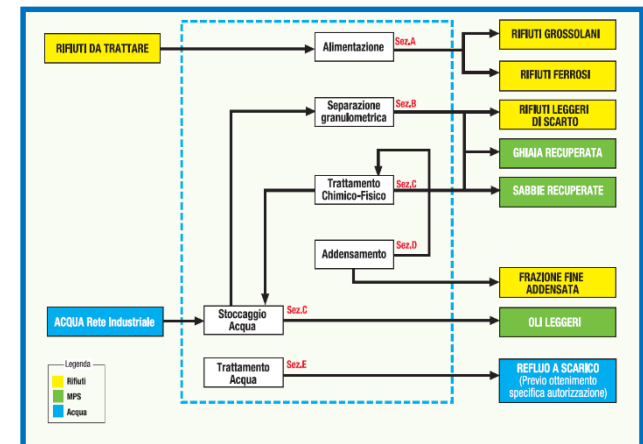 RIFIUTI DA TRATTARE
Alimentazione
Sez.A
RIFIUTI GROSSOLANI
RIFIUTI FERROSI
Separazione
granulometrica
Sez.B
RIFIUTI LEGGERI
DI SCARTO
GHIAIA RECUPERATA
Trattamento
Chimico-Fisico
Sez.C
SABBIE RECUPERATE
Addensamento
Sez.D
FRAZIONE FINE
ADDENSATA
ACQUA Rete Industriale
Stoccaggio
Acqua
Sez.C
OLI LEGGERI
Trattamento
Acqua
Sez.E
REFLUO A SCARICO
(Previo ottenimento
specifica autorizzazione)
Legenda
Rifiuti
MPS
Acqua